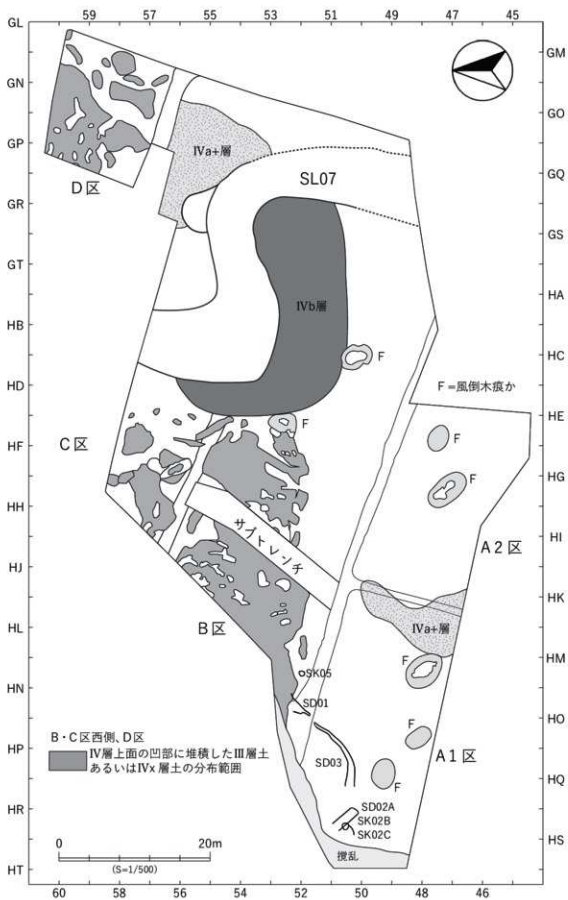 59 57 55 53 51 49 47 45
GL
GM
GN
GO
GP
GQ
GR
GS
GT
HA
HB
HC
HD
HE
HF
HG
HH
HI
HJ
HK
HL
HM
HN
HO
HP
HQ
HR
HS
HT
IVa+層
D区
SL07
IVb層
F
F=風倒木痕か
F
F
C区
F
サブトレンチ
A2区
IVa+層
B区
F
SK05
SD01
F
A1区
B・C区西側、D区
IV層上面の凹部に堆積したIII層土
あるいはIVx層土の分布範囲
SD03
F
SD02A
SK02B
SK02C
0 20m
(S=1/500)
撹乱
60 58 56 54 52 50 48 46